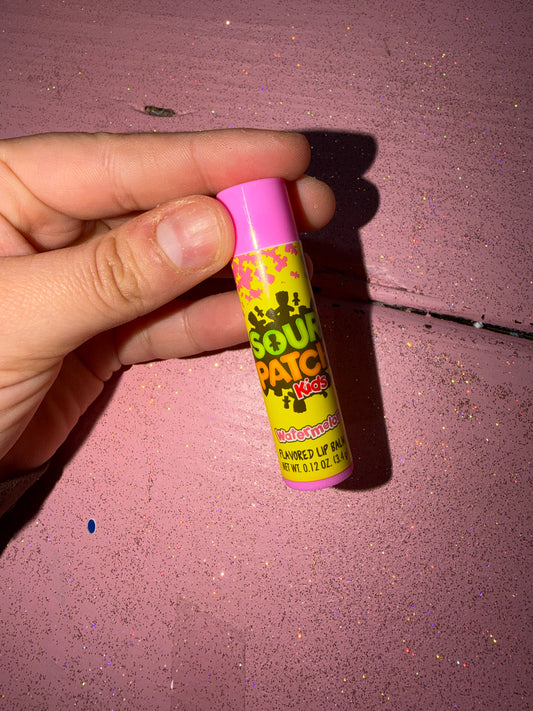 SOUR
PATCH
Kids
Watermelon
FLAVORED LIP BALM
NET WT. 0.12 OZ. (3.4